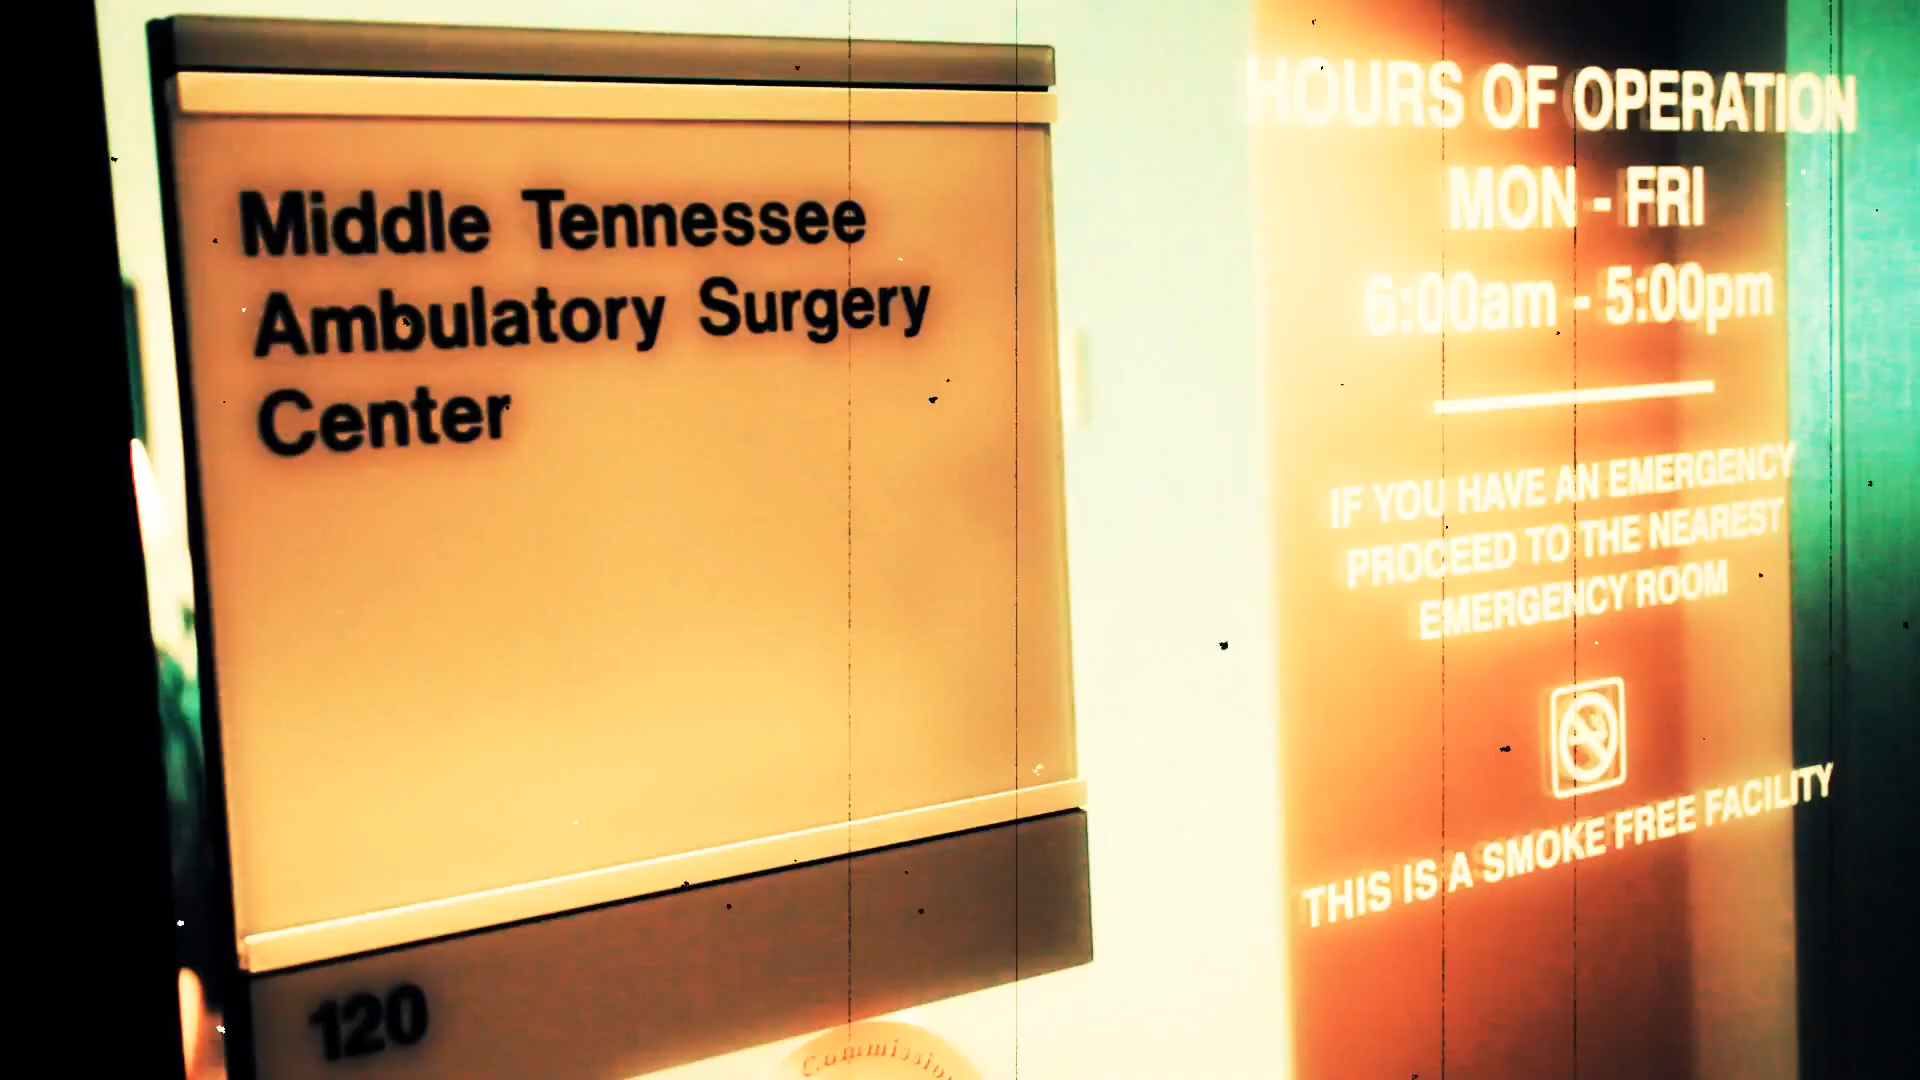 Middle Tennessee
Ambulatory Surgery
Center
120
HOURS OF OPERATION
MON - FRI
6:00am - 5:00pm
IF YOU HAVE AN EMERGENCY
PROCEED TO THE NEAREST
EMERGENCY ROOM
THIS IS A SMOKE FREE FACILITY